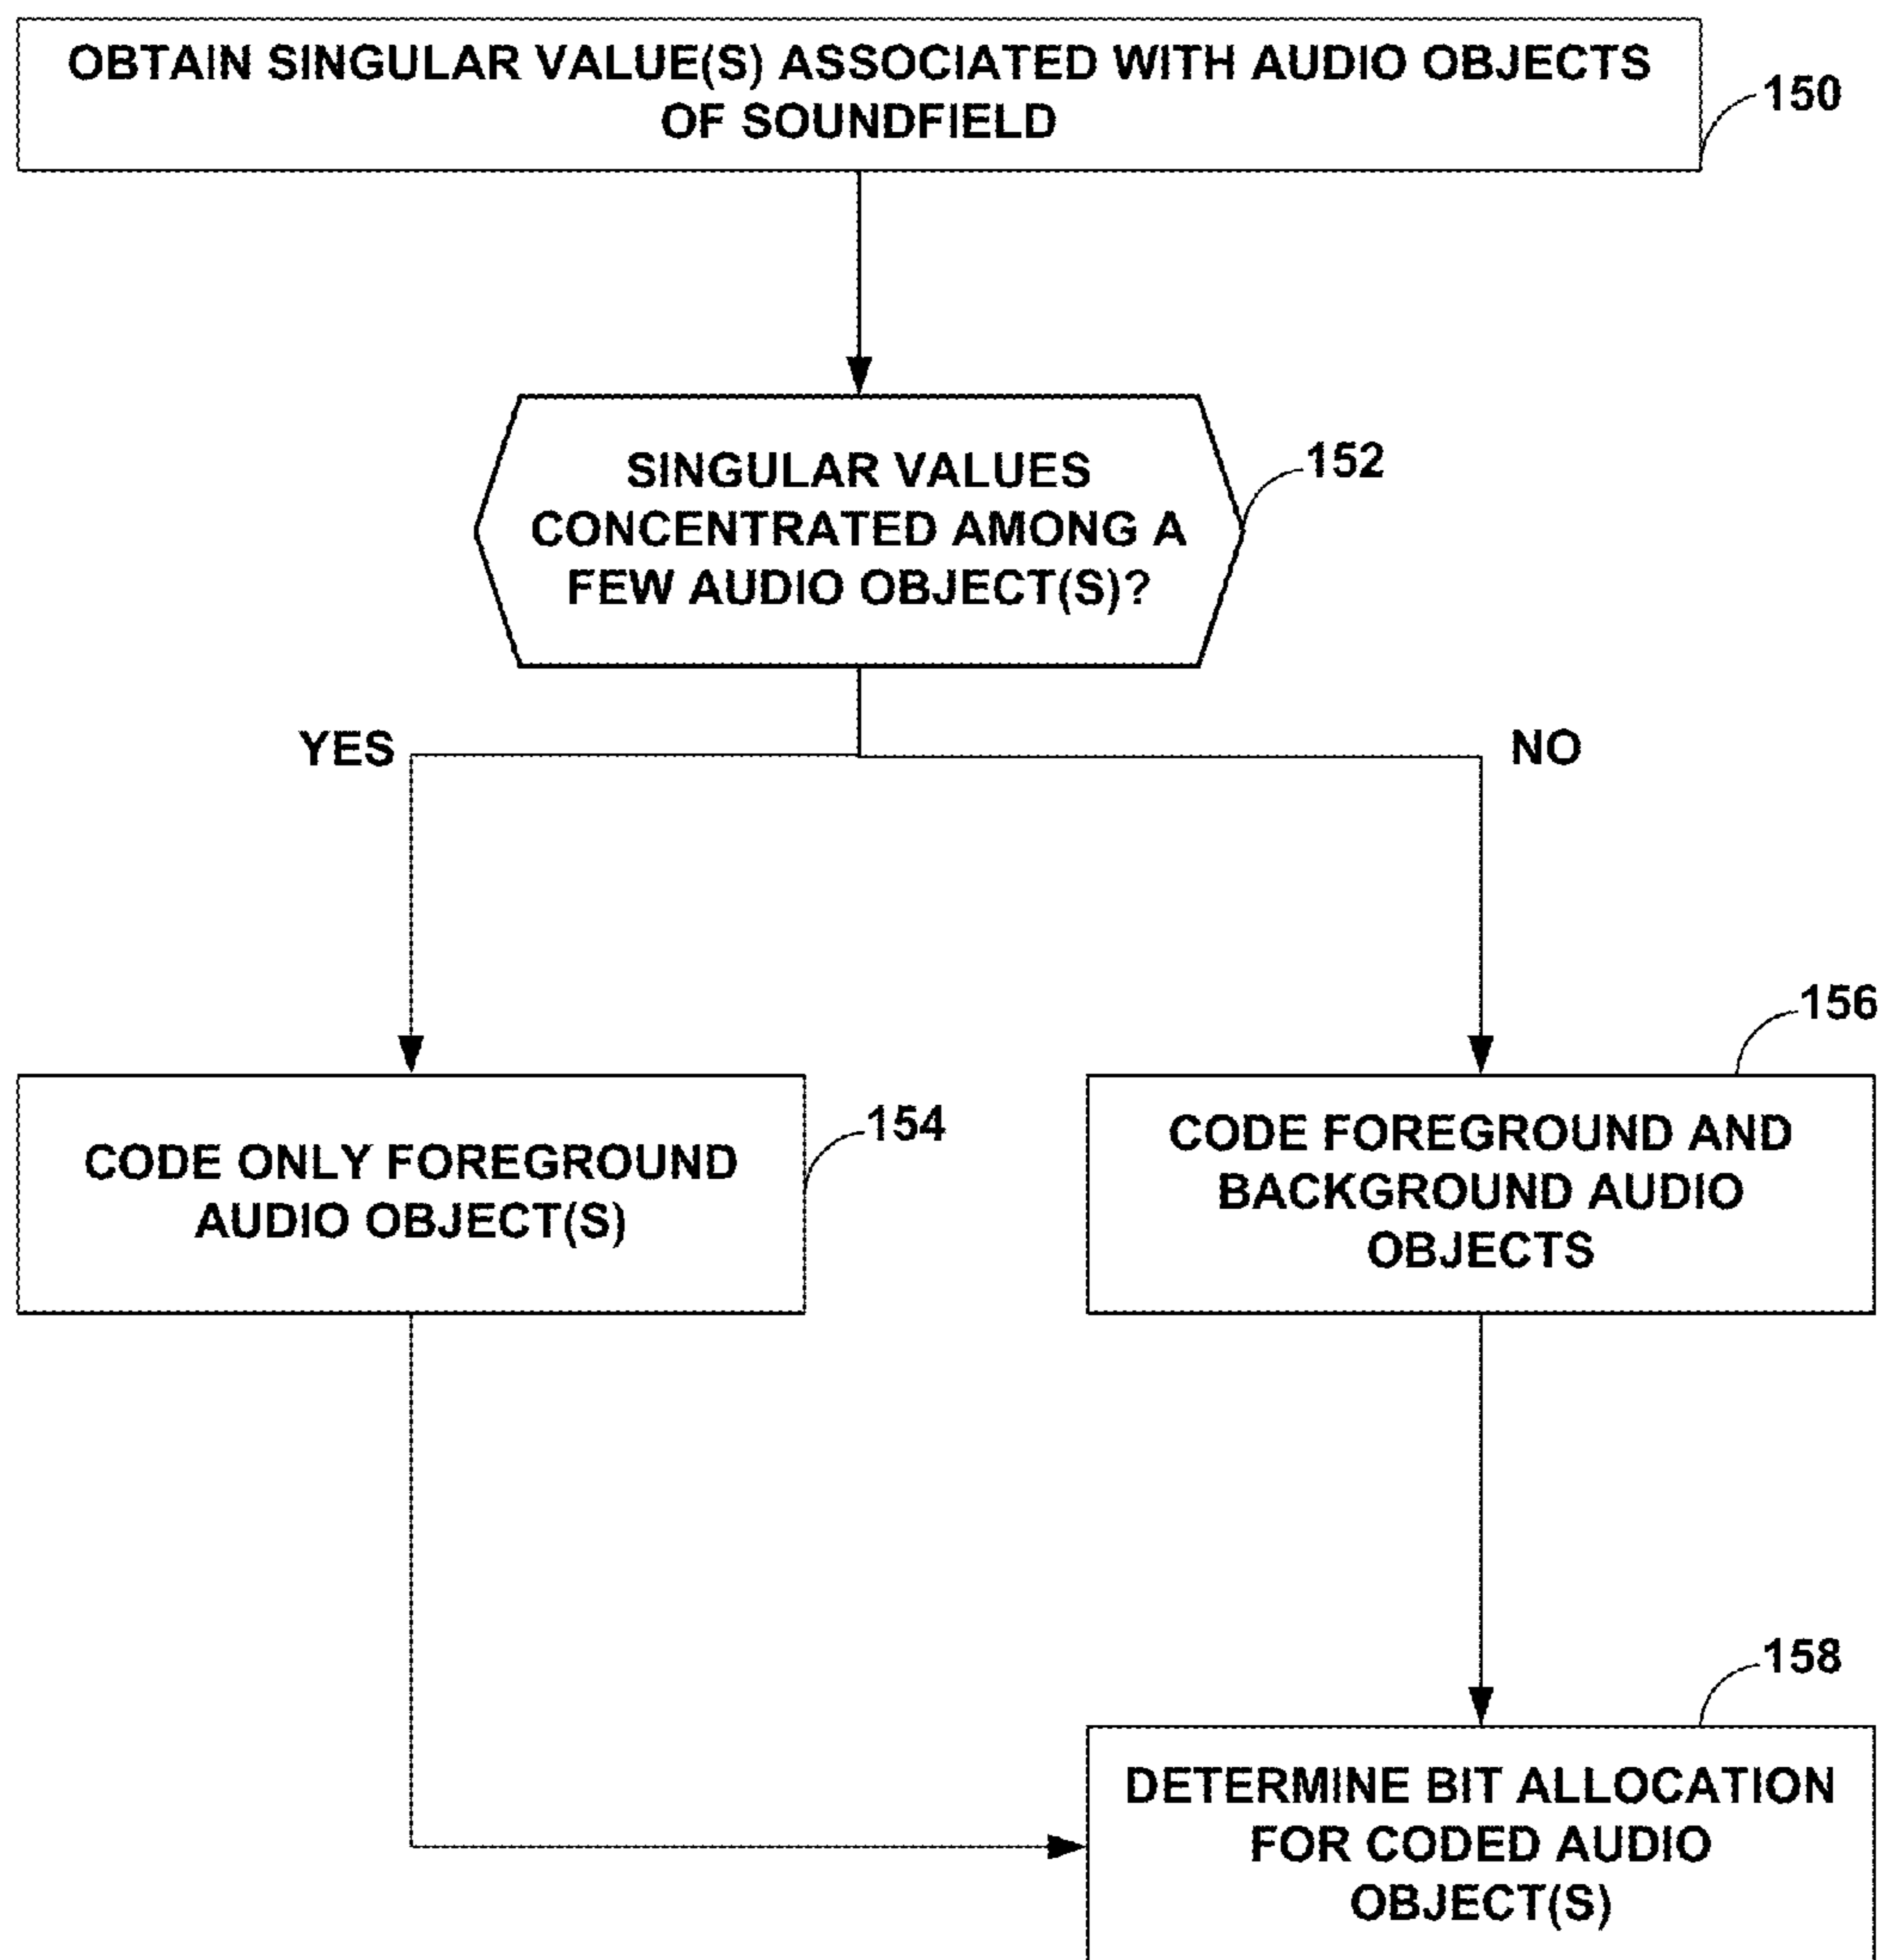 OBTAIN SINGULAR VALUE(S) ASSOCIATED WITH AUDIO OBJECTS
OF SOUNDFIELD
150
SINGULAR VALUES
CONCENTRATED AMONG A
FEW AUDIO OBJECT(S)?
152
YES
NO
CODE ONLY FOREGROUND
AUDIO OBJECT(S)
154
156
CODE FOREGROUND AND
BACKGROUND AUDIO
OBJECTS
158
DETERMINE BIT ALLOCATION
FOR CODED AUDIO
OBJECT(S)